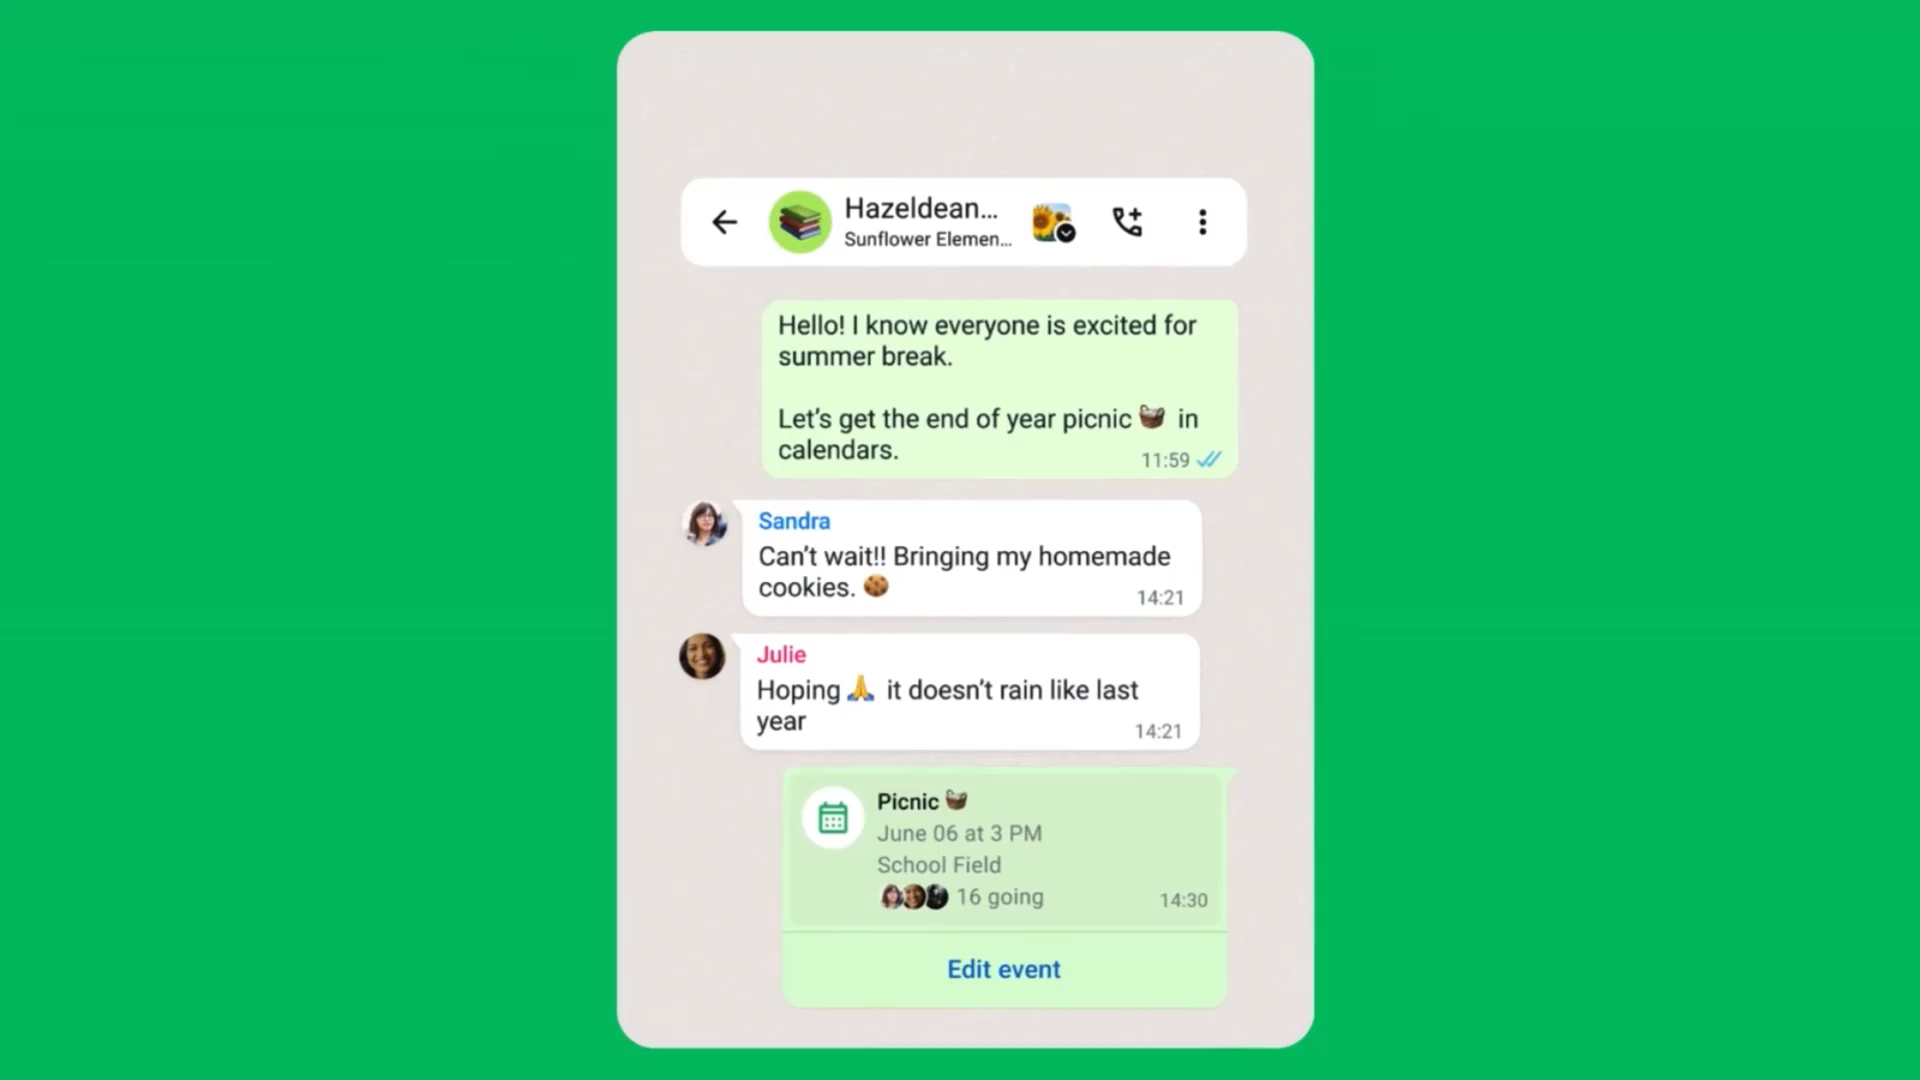 Hazeldean...
Sunflower Elemen...
Hello! I know everyone is excited for
summer break.
Let's get the end of year picnic 🧺 in
calendars.
11:59
Sandra
Can't wait!! Bringing my homemade
cookies. 🍪
14:21
Julie
Hoping 🙏 it doesn't rain like last
year
14:21
Picnic 🧺
June 06 at 3 PM
School Field
16 going
14:30
Edit event